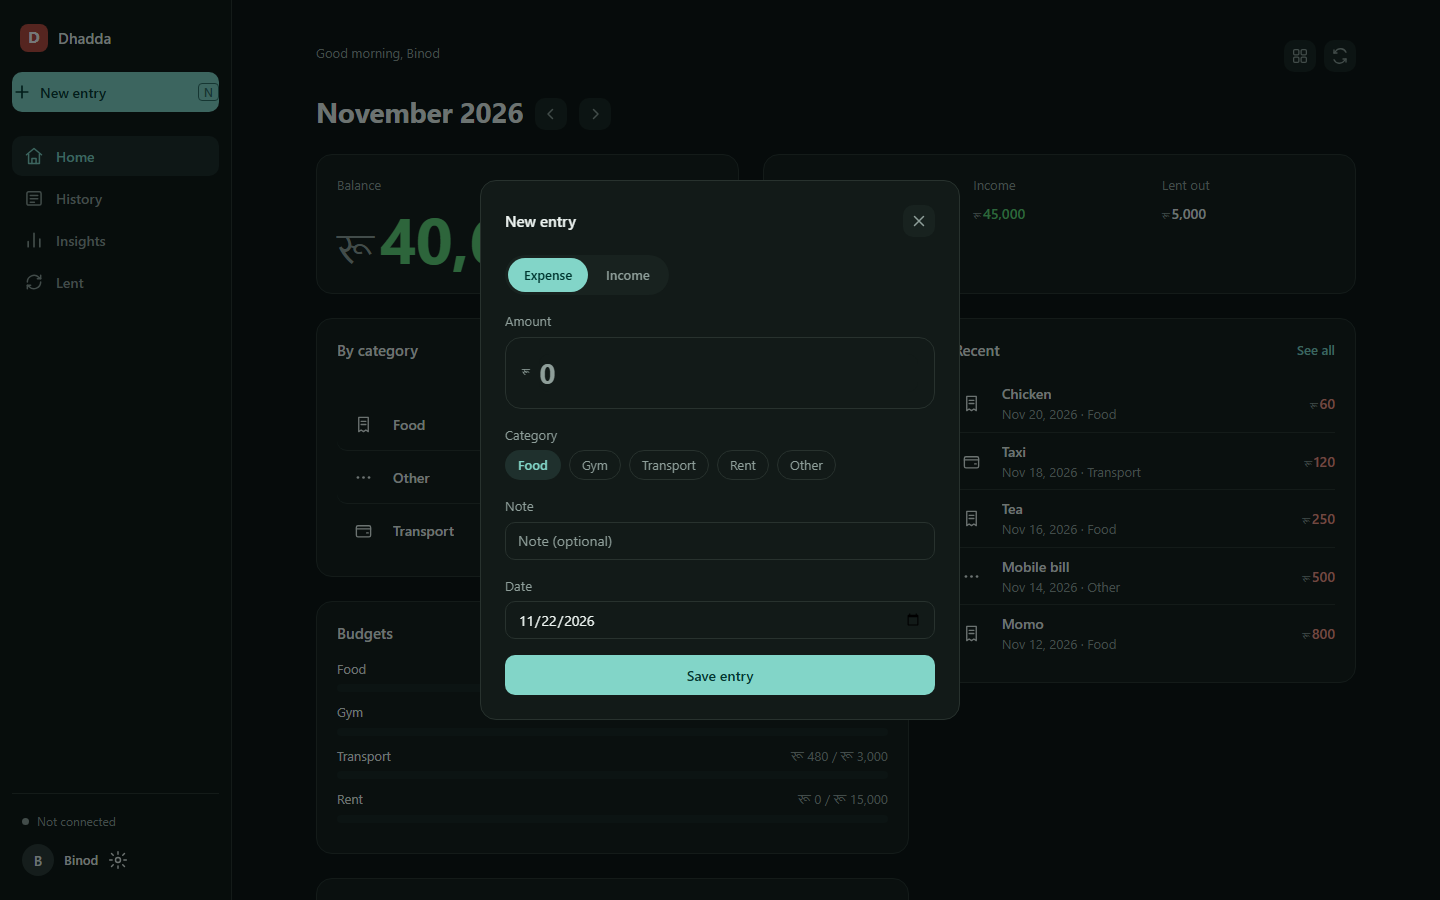 D Dhadda
New entry N
Home
History
Insights
Lent
Not connected
B Binod
Good morning, Binod
November 2026
Balance
रू 40,
Income
रू 45,000
Lent out
रू 5,000
By category
Food
Other
Transport
Budgets
Food
Gym
Transport रू 480 / रू 3,000
Rent रू 0 / रू 15,000
Recent See all
Chicken
Nov 20, 2026 · Food
रू 60
Taxi
Nov 18, 2026 · Transport
रू 120
Tea
Nov 16, 2026 · Food
रू 250
Mobile bill
Nov 14, 2026 · Other
रू 500
Momo
Nov 12, 2026 · Food
रू 800
New entry
Expense Income
Amount
रू 0
Category
Food Gym Transport Rent Other
Note
Note (optional)
Date
11/22/2026
Save entry